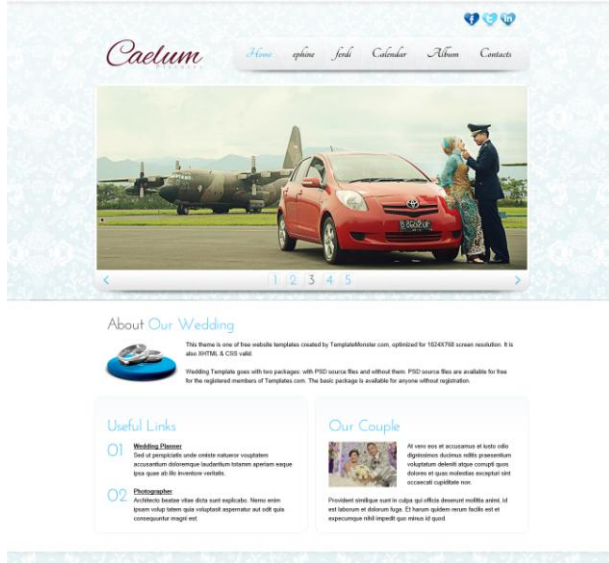 Caelum
Home
ephine
ferdi
Calendar
Album
Contacts
1 2 3 4 5
About Our Wedding
This theme is one of free website templates created by TemplateMonster.com, optimized for 1024X768 screen resolution. It is
also XHTML & CSS valid.
Wedding Template goes with two packages: with PSD source files and without them. PSD source files are available for free
for the registered members of Templates.com. The basic package is available for anyone without registration.
Useful Links
01 Wedding Planner
Sed ut perspiciatis unde omiste natueror vouptatem
accusantium doloremque laudantium totamm aperiam eaque
ipsa quae ab illo inventore veritatis.
02 Photographer
Architecto beatae vitae dicta sunt explicabo. Nemo enim
ipsam volup tatem quia voluptasit aspernatur aut odit quia
consequuntur magni est.
Our Couple
At vero eos et accusamus et iusto odio
dignissimos ducimus nditis praesentium
voluptatum deleniti atque corrupti quos
dolores et quas molestias excepturi sint
occaecati cupiditate non.
Provident similique sunt in culpa qui officia deserunt mollitia animi, id
est laborum et dolorum fuga. Et harum quidem rerum facilis est et
expecumque nihil impedit quo minus id quod.